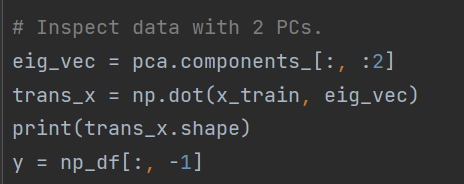 # Inspect data with 2 PCs.
eig_vec = pca.components_[:, :2]
trans_x = np.dot(x_train, eig_vec)
print(trans_x.shape)
y = np_df[:, -1]